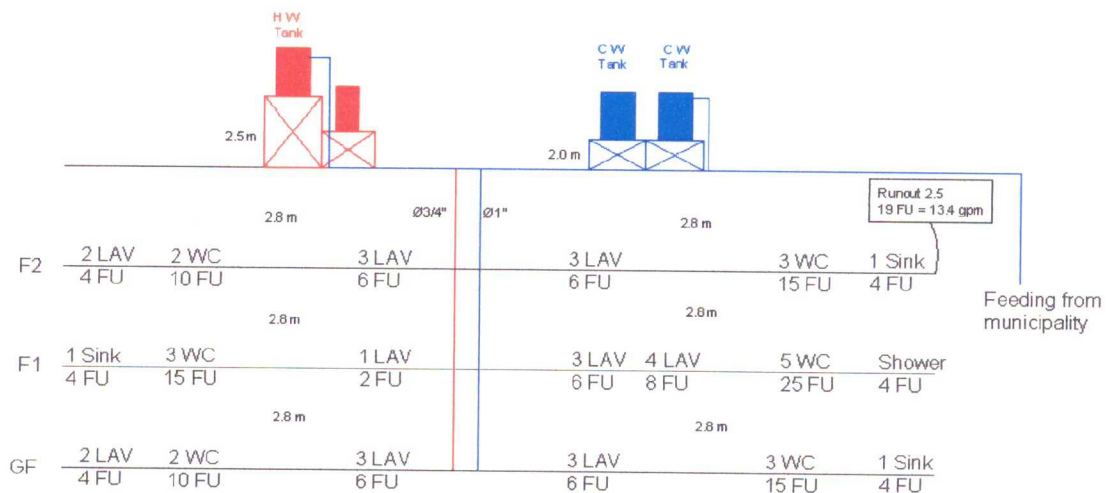 H W
Tank
C W
Tank
C W
Tank
2.5 m
2.0 m
Runout 2.5
19 FU = 13.4 gpm
2.8 m
Ø3/4"
Ø1"
2.8 m
F2
2 LAV
2 WC
3 LAV
3 LAV
3 WC
1 Sink
4 FU
10 FU
6 FU
6 FU
15 FU
4 FU
Feeding from
municipality
2.8 m
2.8 m
F1
1 Sink
3 WC
1 LAV
3 LAV
4 LAV
5 WC
Shower
4 FU
15 FU
2 FU
6 FU
8 FU
25 FU
4 FU
2.8 m
2.8 m
GF
2 LAV
2 WC
3 LAV
3 LAV
3 WC
1 Sink
4 FU
10 FU
6 FU
6 FU
15 FU
4 FU